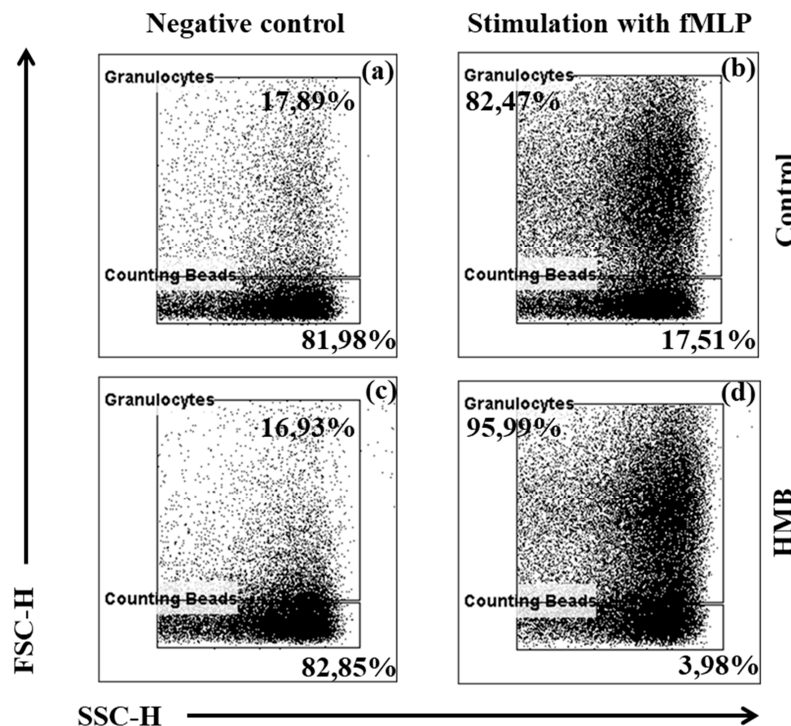 Negative control
Stimulation with fMLP
Granulocytes
(a)
17,89%
Counting Beads
81,98%
Granulocytes
(b)
82,47%
Counting Beads
17,51%
Control
Granulocytes
(c)
16,93%
Counting Beads
82,85%
Granulocytes
(d)
95,99%
Counting Beads
3,98%
HMB
FSC-H
SSC-H